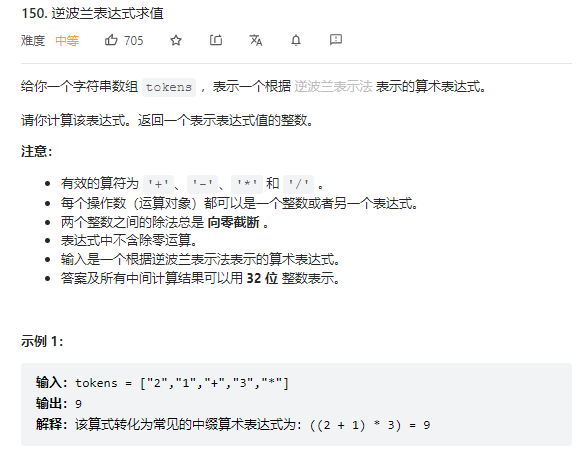 150. 逆波兰表达式求值
难度 中等 705
给你一个字符串数组 tokens ，表示一个根据 逆波兰表示法 表示的算术表达式。
请你计算该表达式。返回一个表示表达式值的整数。
注意：
有效的算符为 '+'、'-'、'*' 和 '/' 。
每个操作数（运算对象）都可以是一个整数或者另一个表达式。
两个整数之间的除法总是 向零截断 。
表达式中不含除零运算。
输入是一个根据逆波兰表示法表示的算术表达式。
答案及所有中间计算结果可以用 32 位 整数表示。
示例 1：
输入：tokens = ["2","1","+","3","*"]
输出：9
解释：该算式转化为常见的中缀算术表达式为：((2 + 1) * 3) = 9